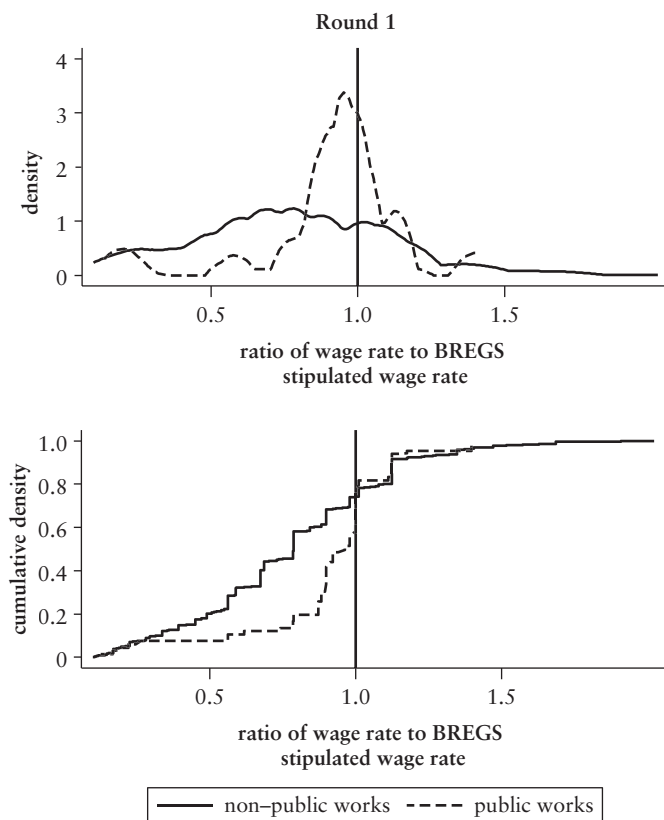 Round 1
4
3
2
1
0
density
0.5 1.0 1.5
ratio of wage rate to BREGS
stipulated wage rate
1.0
0.8
0.6
0.4
0.2
0
cumulative density
0.5 1.0 1.5
ratio of wage rate to BREGS
stipulated wage rate
non–public works public works